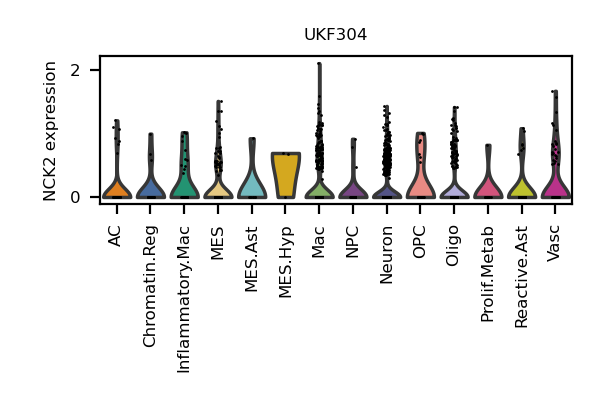 UKF304
NCK2 expression
2
0
AC
Chromatin.Reg
Inflammatory.Mac
MES
MES.Ast
MES.Hyp
Mac
NPC
Neuron
OPC
Oligo
Prolif.Metab
Reactive.Ast
Vasc